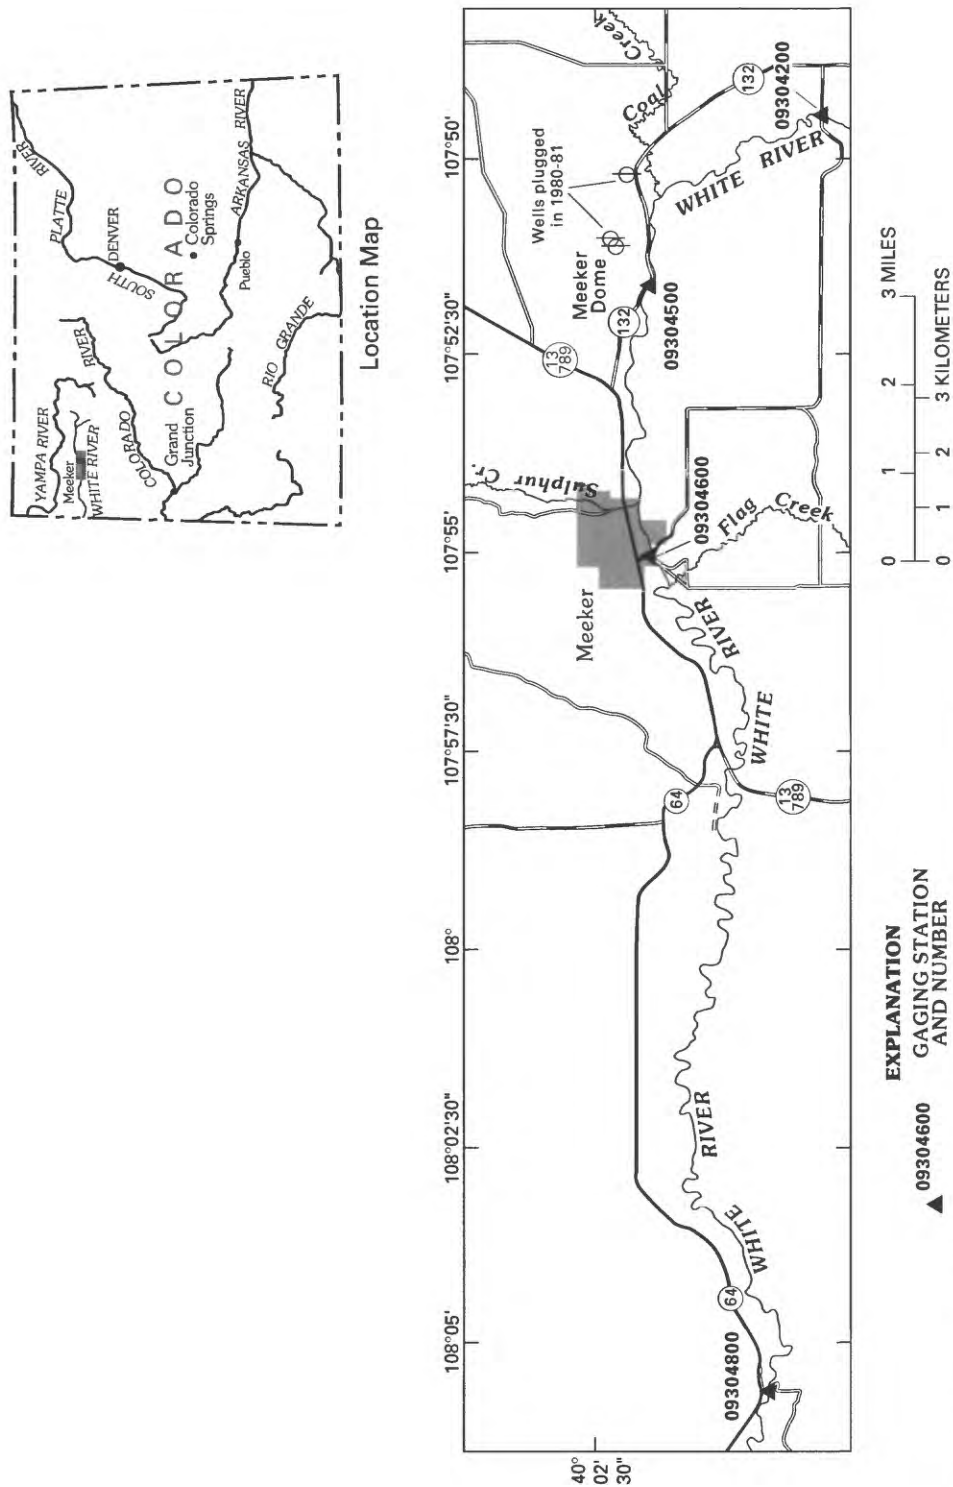 YAMPA RIVER
Meeker
WHITE RIVER
COLORADO
RIVER
Grand
Junction
COLORADO
SOUTH
PLATTE
RIVER
DENVER
Colorado
Springs
Pueblo
ARKANSAS RIVER
RIO GRANDE
Location Map
108°05'
108°02'30"
108°
107°57'30"
107°55'
107°52'30"
107°50'
40°
02'
30"
09304800
64
WHITE
RIVER
64
13
789
WHITE
RIVER
Meeker
Sulphur Cr.
09304600
Flag
Creek
13
789
132
Meeker
Dome
09304500
Wells plugged
in 1980-81
Coal
Creek
132
WHITE RIVER
09304200
0 1 2 3 MILES
0 1 2 3 KILOMETERS
EXPLANATION
09304600 GAGING STATION
AND NUMBER